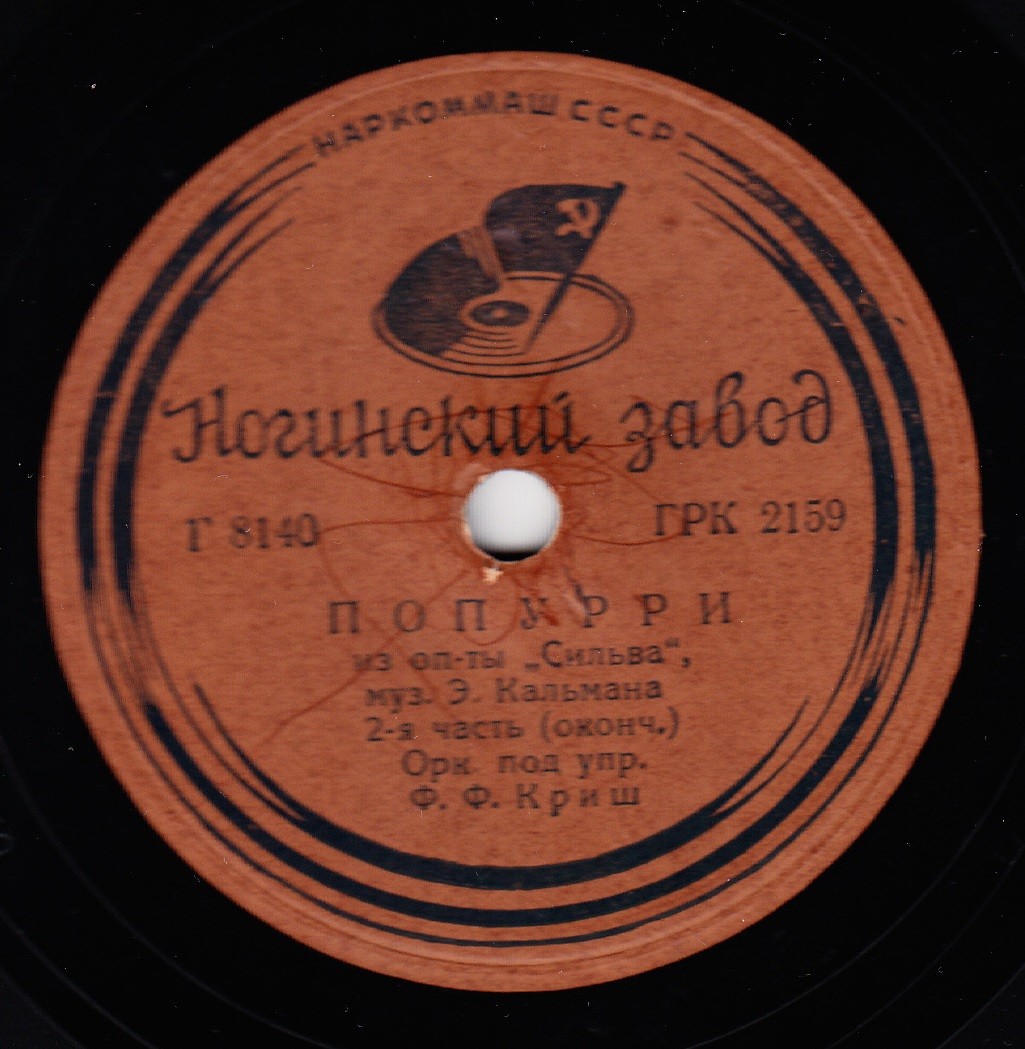 НАРКОММАШ СССР
Ногинский завод
Г 8140 ГРК 2159
ПОПУРРИ
из оп-ты „Сильва“,
муз. Э. Кальмана
2-я часть (оконч.)
Орк. под упр.
Ф. Ф. Криш